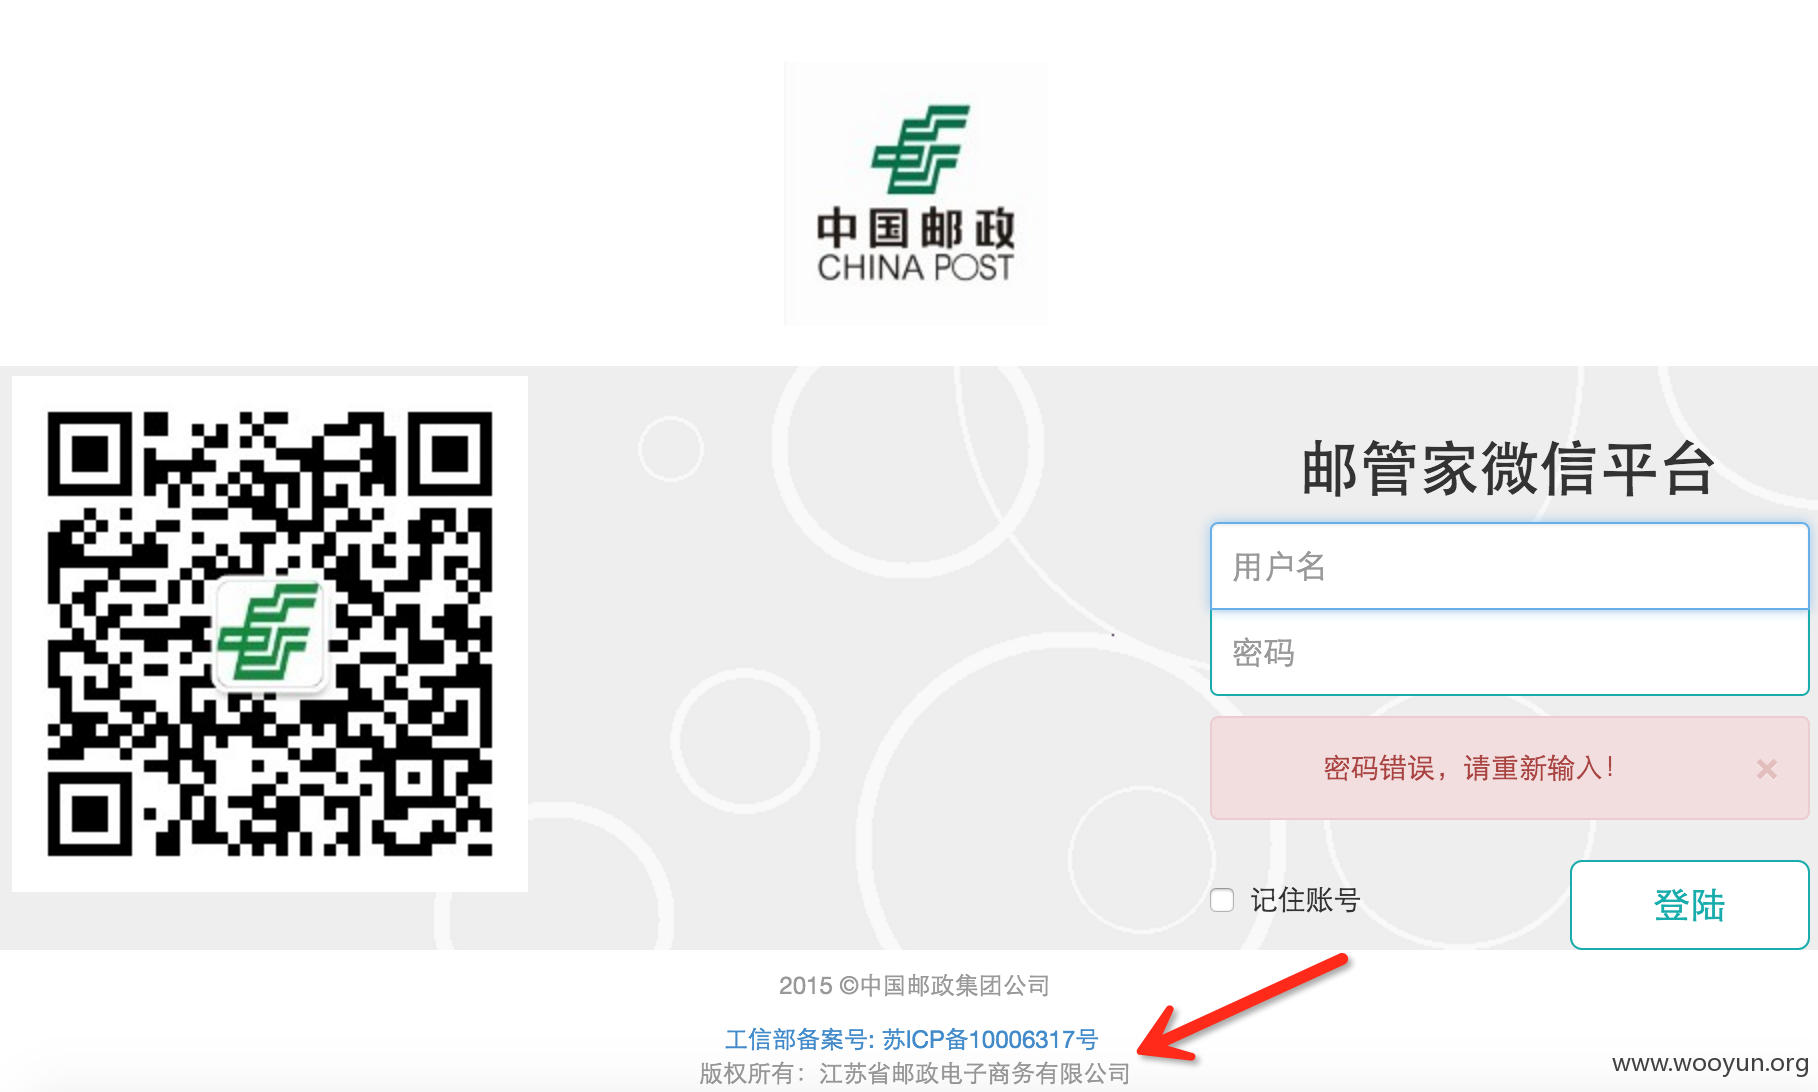 中国邮政
CHINA POST
邮管家微信平台
用户名
密码
密码错误，请重新输入！
×
记住账号
登陆
2015 ©中国邮政集团公司
工信部备案号: 苏ICP备10006317号
版权所有：江苏省邮政电子商务有限公司
www.wooyun.org